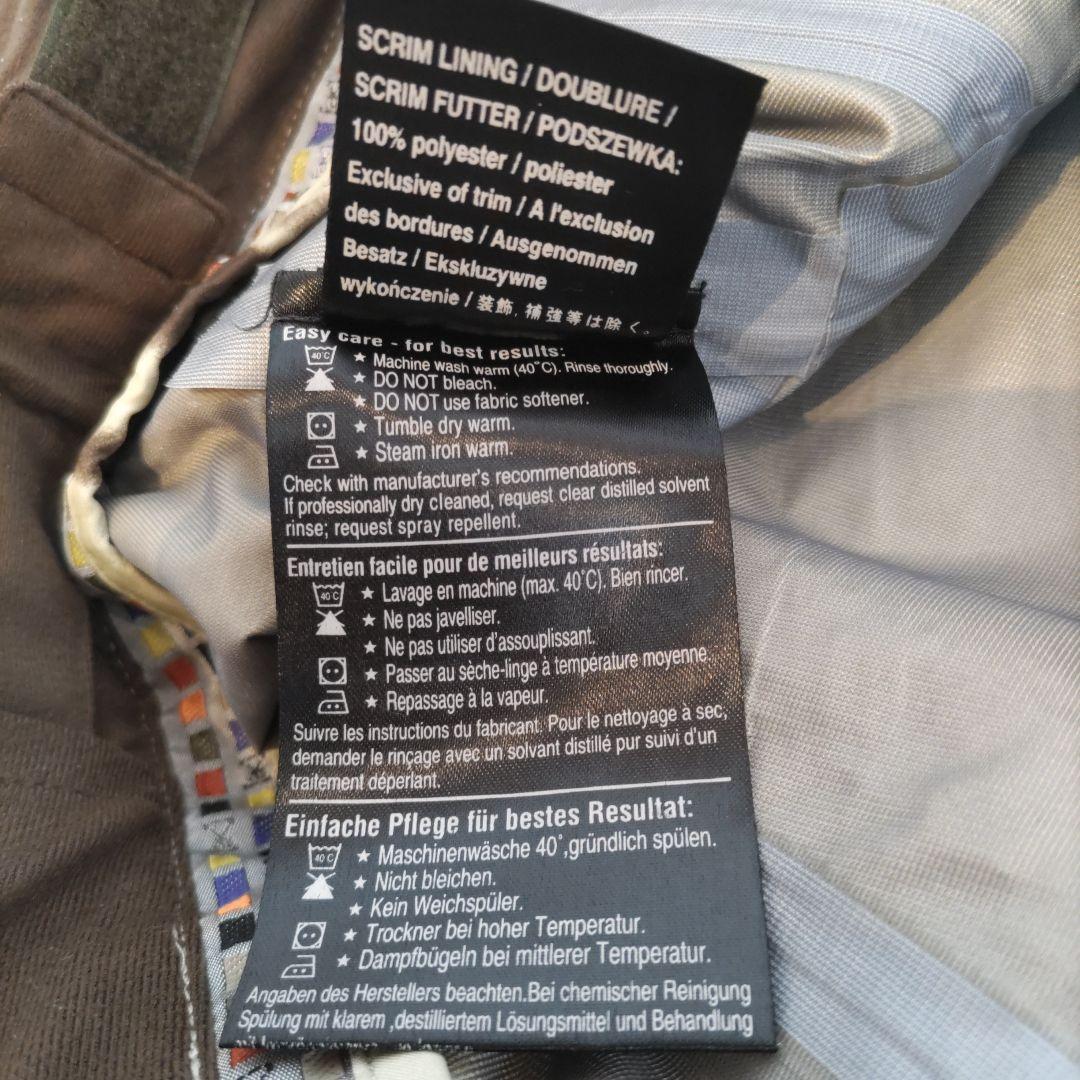 SCRIM LINING / DOUBLURE /
SCRIM FUTTER / PODSZEWKA:
100% polyester / poliester
Exclusive of trim / A l'exclusion
des bordures / Ausgenommen
Besatz / Ekskluzywne
wykończenie / 装飾, 補強等は除く。
Easy care - for best results:
40°C ★ Machine wash warm (40°C). Rinse thoroughly.
★ DO NOT bleach.
★ DO NOT use fabric softener.
★ Tumble dry warm.
★ Steam iron warm.
Check with manufacturer's recommendations.
If professionally dry cleaned, request clear distilled solvent
rinse; request spray repellent.
Entretien facile pour de meilleurs résultats:
40°C ★ Lavage en machine (max. 40°C). Bien rincer.
★ Ne pas javelliser.
★ Ne pas utiliser d'assouplissant.
★ Passer au sèche-linge à température moyenne.
★ Repassage à la vapeur.
Suivre les instructions du fabricant. Pour le nettoyage à sec,
demander le rinçage avec un solvant distillé pur suivi d'un
traitement déperlant.
Einfache Pflege für bestes Resultat:
40°C ★ Maschinenwäsche 40°,gründlich spülen.
★ Nicht bleichen.
★ Kein Weichspüler.
★ Trockner bei hoher Temperatur.
★ Dampfbügeln bei mittlerer Temperatur.
Angaben des Herstellers beachten.Bei chemischer Reinigung
Spülung mit klarem ,destilliertem Lösungsmittel und Behandlung